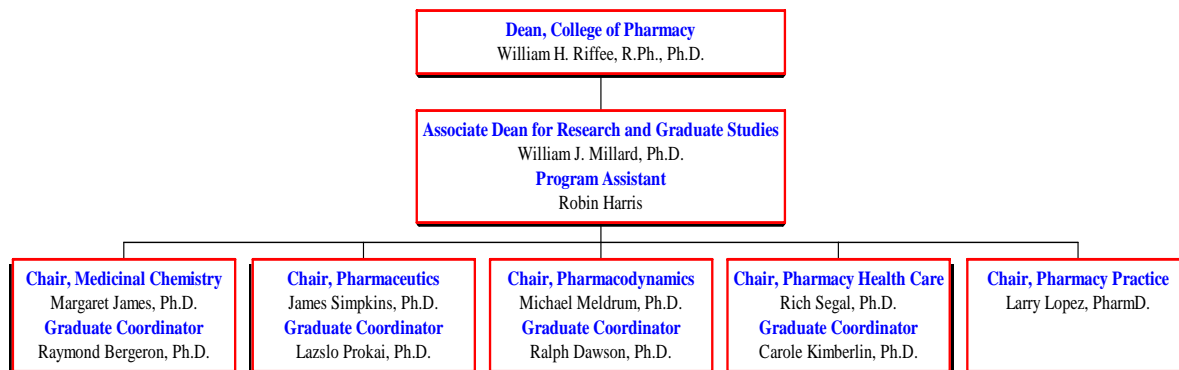 Dean, College of Pharmacy
William H. Riffee, R.Ph., Ph.D.
Associate Dean for Research and Graduate Studies
William J. Millard, Ph.D.
Program Assistant
Robin Harris
Chair, Medicinal Chemistry
Margaret James, Ph.D.
Graduate Coordinator
Raymond Bergeron, Ph.D.
Chair, Pharmaceutics
James Simpkins, Ph.D.
Graduate Coordinator
Lazslo Prokai, Ph.D.
Chair, Pharmacodynamics
Michael Meldrum, Ph.D.
Graduate Coordinator
Ralph Dawson, Ph.D.
Chair, Pharmacy Health Care
Rich Segal, Ph.D.
Graduate Coordinator
Carole Kimberlin, Ph.D.
Chair, Pharmacy Practice
Larry Lopez, PharmD.